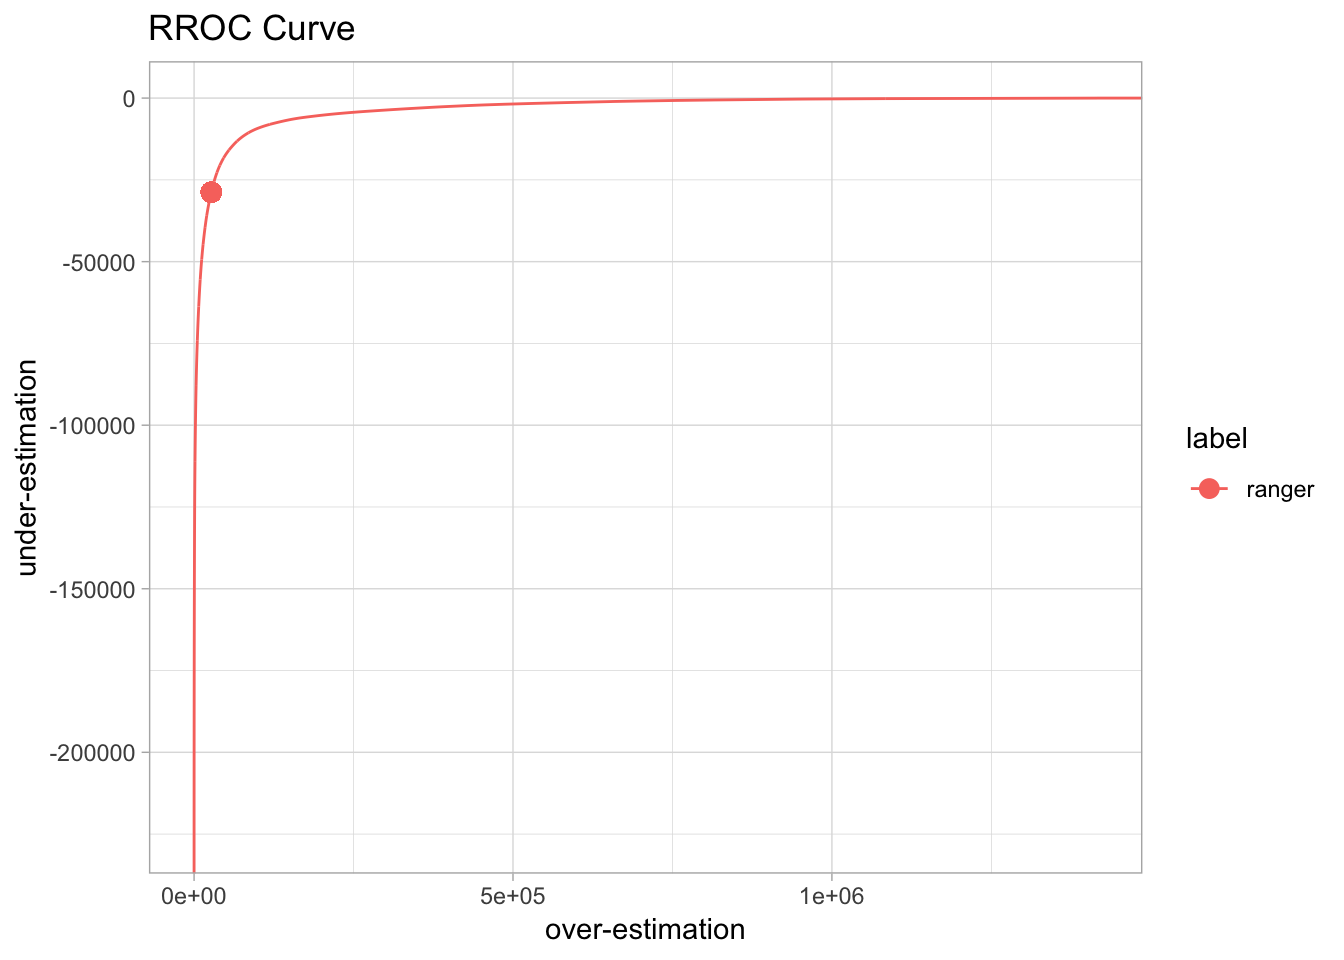 RROC Curve
0
-50000
-100000
-150000
-200000
under-estimation
0e+00
5e+05
1e+06
over-estimation
label
ranger